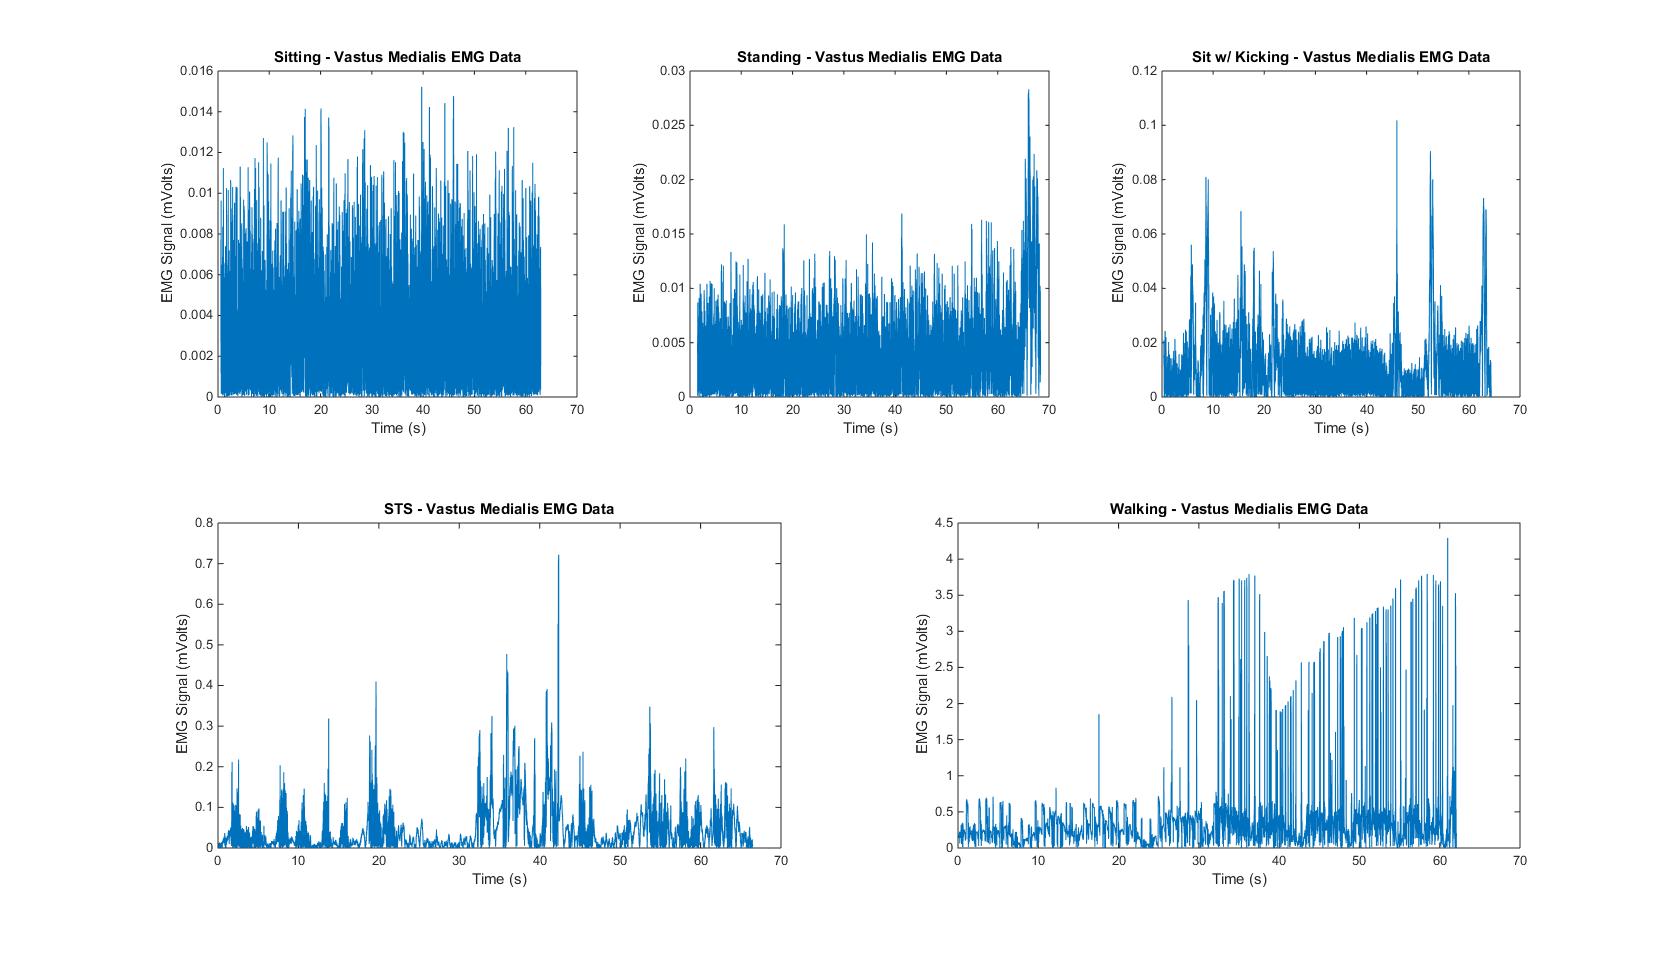 Sitting - Vastus Medialis EMG Data
0.016
0.014
0.012
0.01
0.008
0.006
0.004
0.002
0
EMG Signal (mVolts)
0 10 20 30 40 50 60 70
Time (s)
Standing - Vastus Medialis EMG Data
0.03
0.025
0.02
0.015
0.01
0.005
0
EMG Signal (mVolts)
0 10 20 30 40 50 60 70
Time (s)
Sit w/ Kicking - Vastus Medialis EMG Data
0.12
0.1
0.08
0.06
0.04
0.02
0
EMG Signal (mVolts)
0 10 20 30 40 50 60 70
Time (s)
STS - Vastus Medialis EMG Data
0.8
0.7
0.6
0.5
0.4
0.3
0.2
0.1
0
EMG Signal (mVolts)
0 10 20 30 40 50 60 70
Time (s)
Walking - Vastus Medialis EMG Data
4.5
4
3.5
3
2.5
2
1.5
1
0.5
0
EMG Signal (mVolts)
0 10 20 30 40 50 60 70
Time (s)